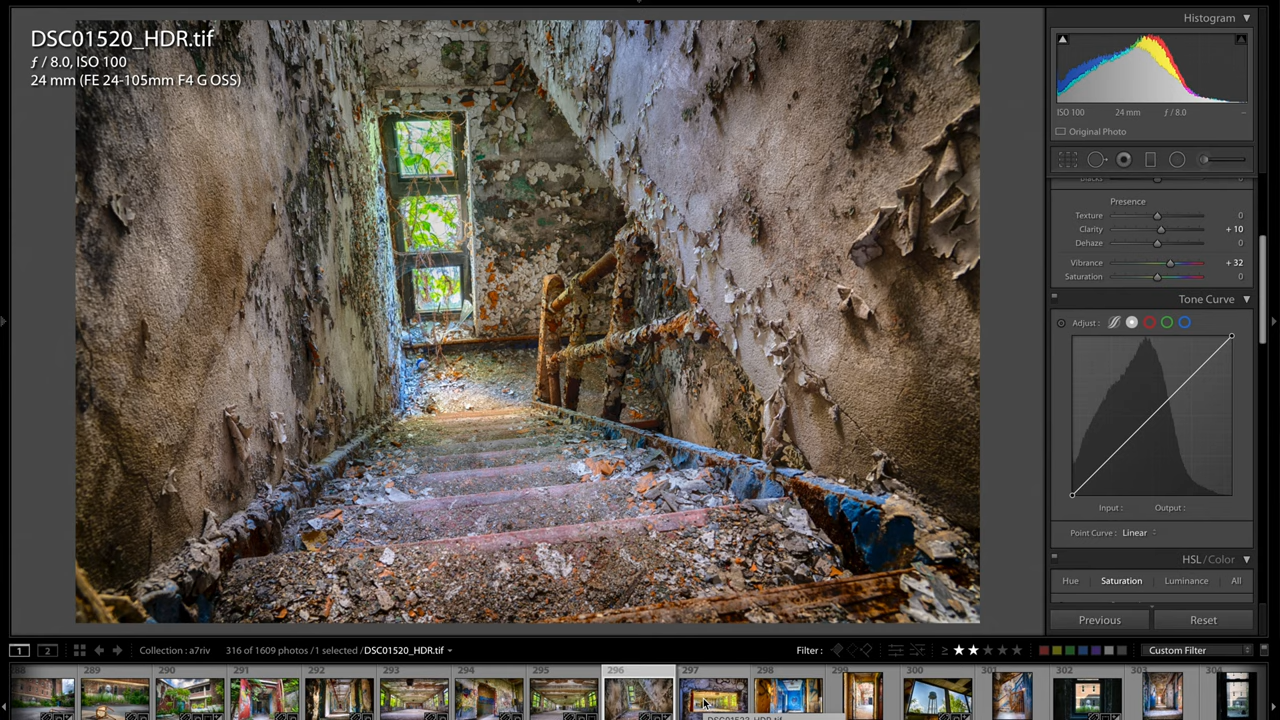 DSC01520_HDR.tif
ƒ / 8.0, ISO 100
24 mm (FE 24-105mm F4 G OSS)
Histogram
ISO 100 24 mm ƒ / 8.0
Original Photo
Blacks 0
Presence
Texture 0
Clarity + 10
Dehaze 0
Vibrance + 32
Saturation 0
Tone Curve
Adjust :
Input : Output :
Point Curve : Linear
HSL / Color
Hue Saturation Luminance All
Previous Reset
1 2 Collection : a7riv 316 of 1609 photos / 1 selected / DSC01520_HDR.tif Filter : Custom Filter
289 290 291 292 293 294 295 296 297 298 299 300 301 302 303 304